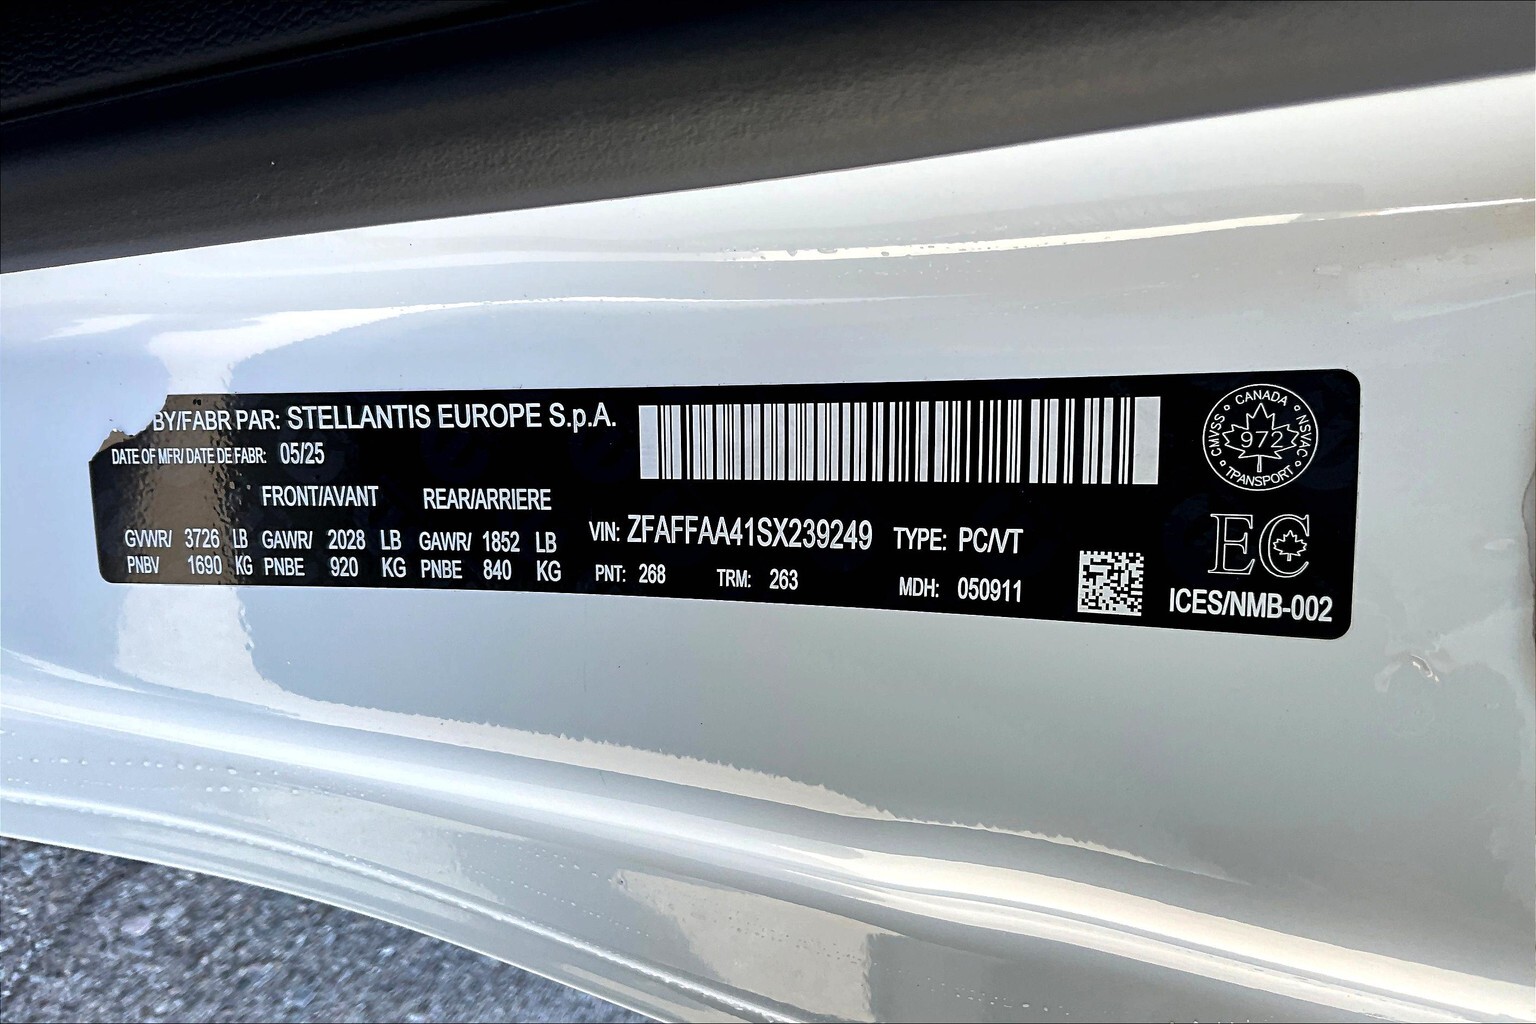 BY/FABR PAR: STELLANTIS EUROPE S.p.A.
DATE OF MFR/ DATE DE FABR: 05/25
FRONT/AVANT REAR/ARRIERE
GVWR/ 3726 LB GAWR/ 2028 LB GAWR/ 1852 LB
PNBV 1690 KG PNBE 920 KG PNBE 840 KG
VIN: ZFAFFAA41SX239249 TYPE: PC/VT
PNT: 268 TRM: 263 MDH: 050911
CANADA
CMVSS 972 NSVAC
TRANSPORT
EC
ICES/NMB-002